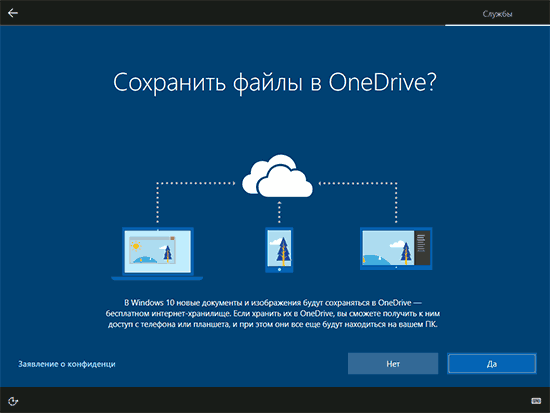 Службы
Сохранить файлы в OneDrive?
В Windows 10 новые документы и изображения будут сохраняться в OneDrive —
бесплатном интернет-хранилище. Если хранить их в OneDrive, вы сможете получить к ним
доступ с телефона или планшета, и при этом они все еще будут находиться на вашем ПК.
Заявление о конфиденци
Нет
Да